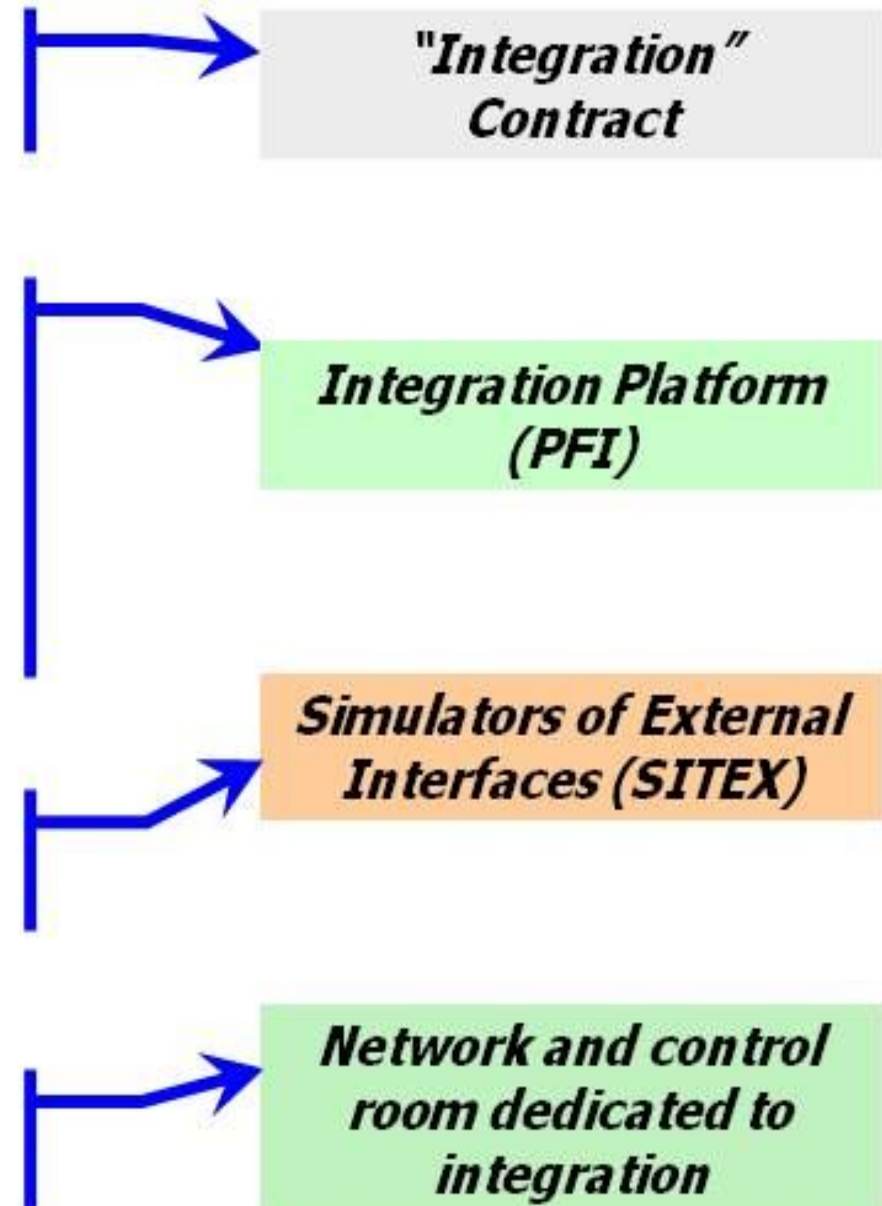 "Integration"
Contract
Integration Platform
(PFI)
Simulators of External
Interfaces (SITEX)
Network and control
room dedicated to
integration